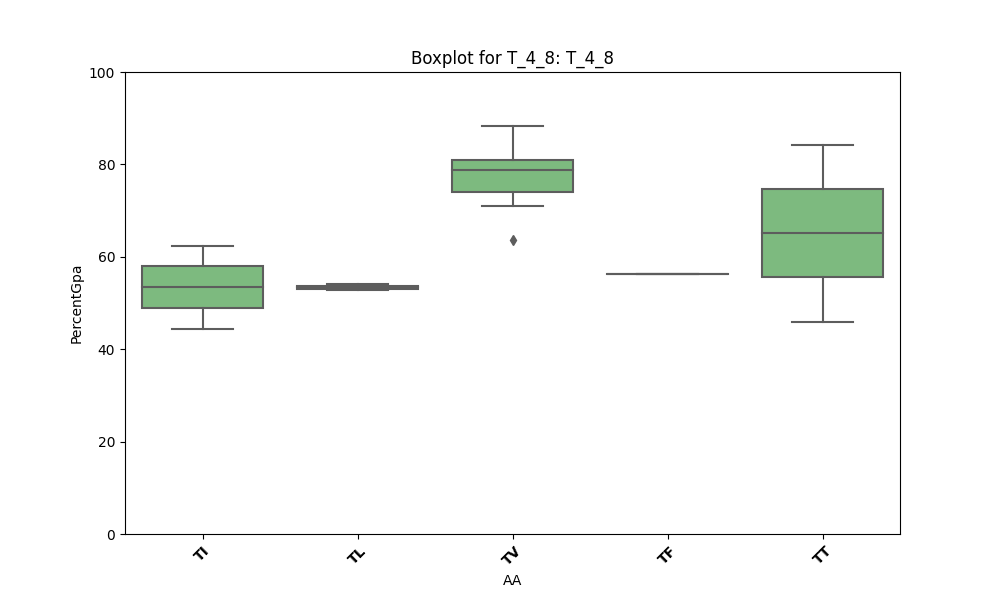 Boxplot for T_4_8: T_4_8
100
80
60
40
20
0
PercentGpa
TI
TL
TV
TF
TT
AA